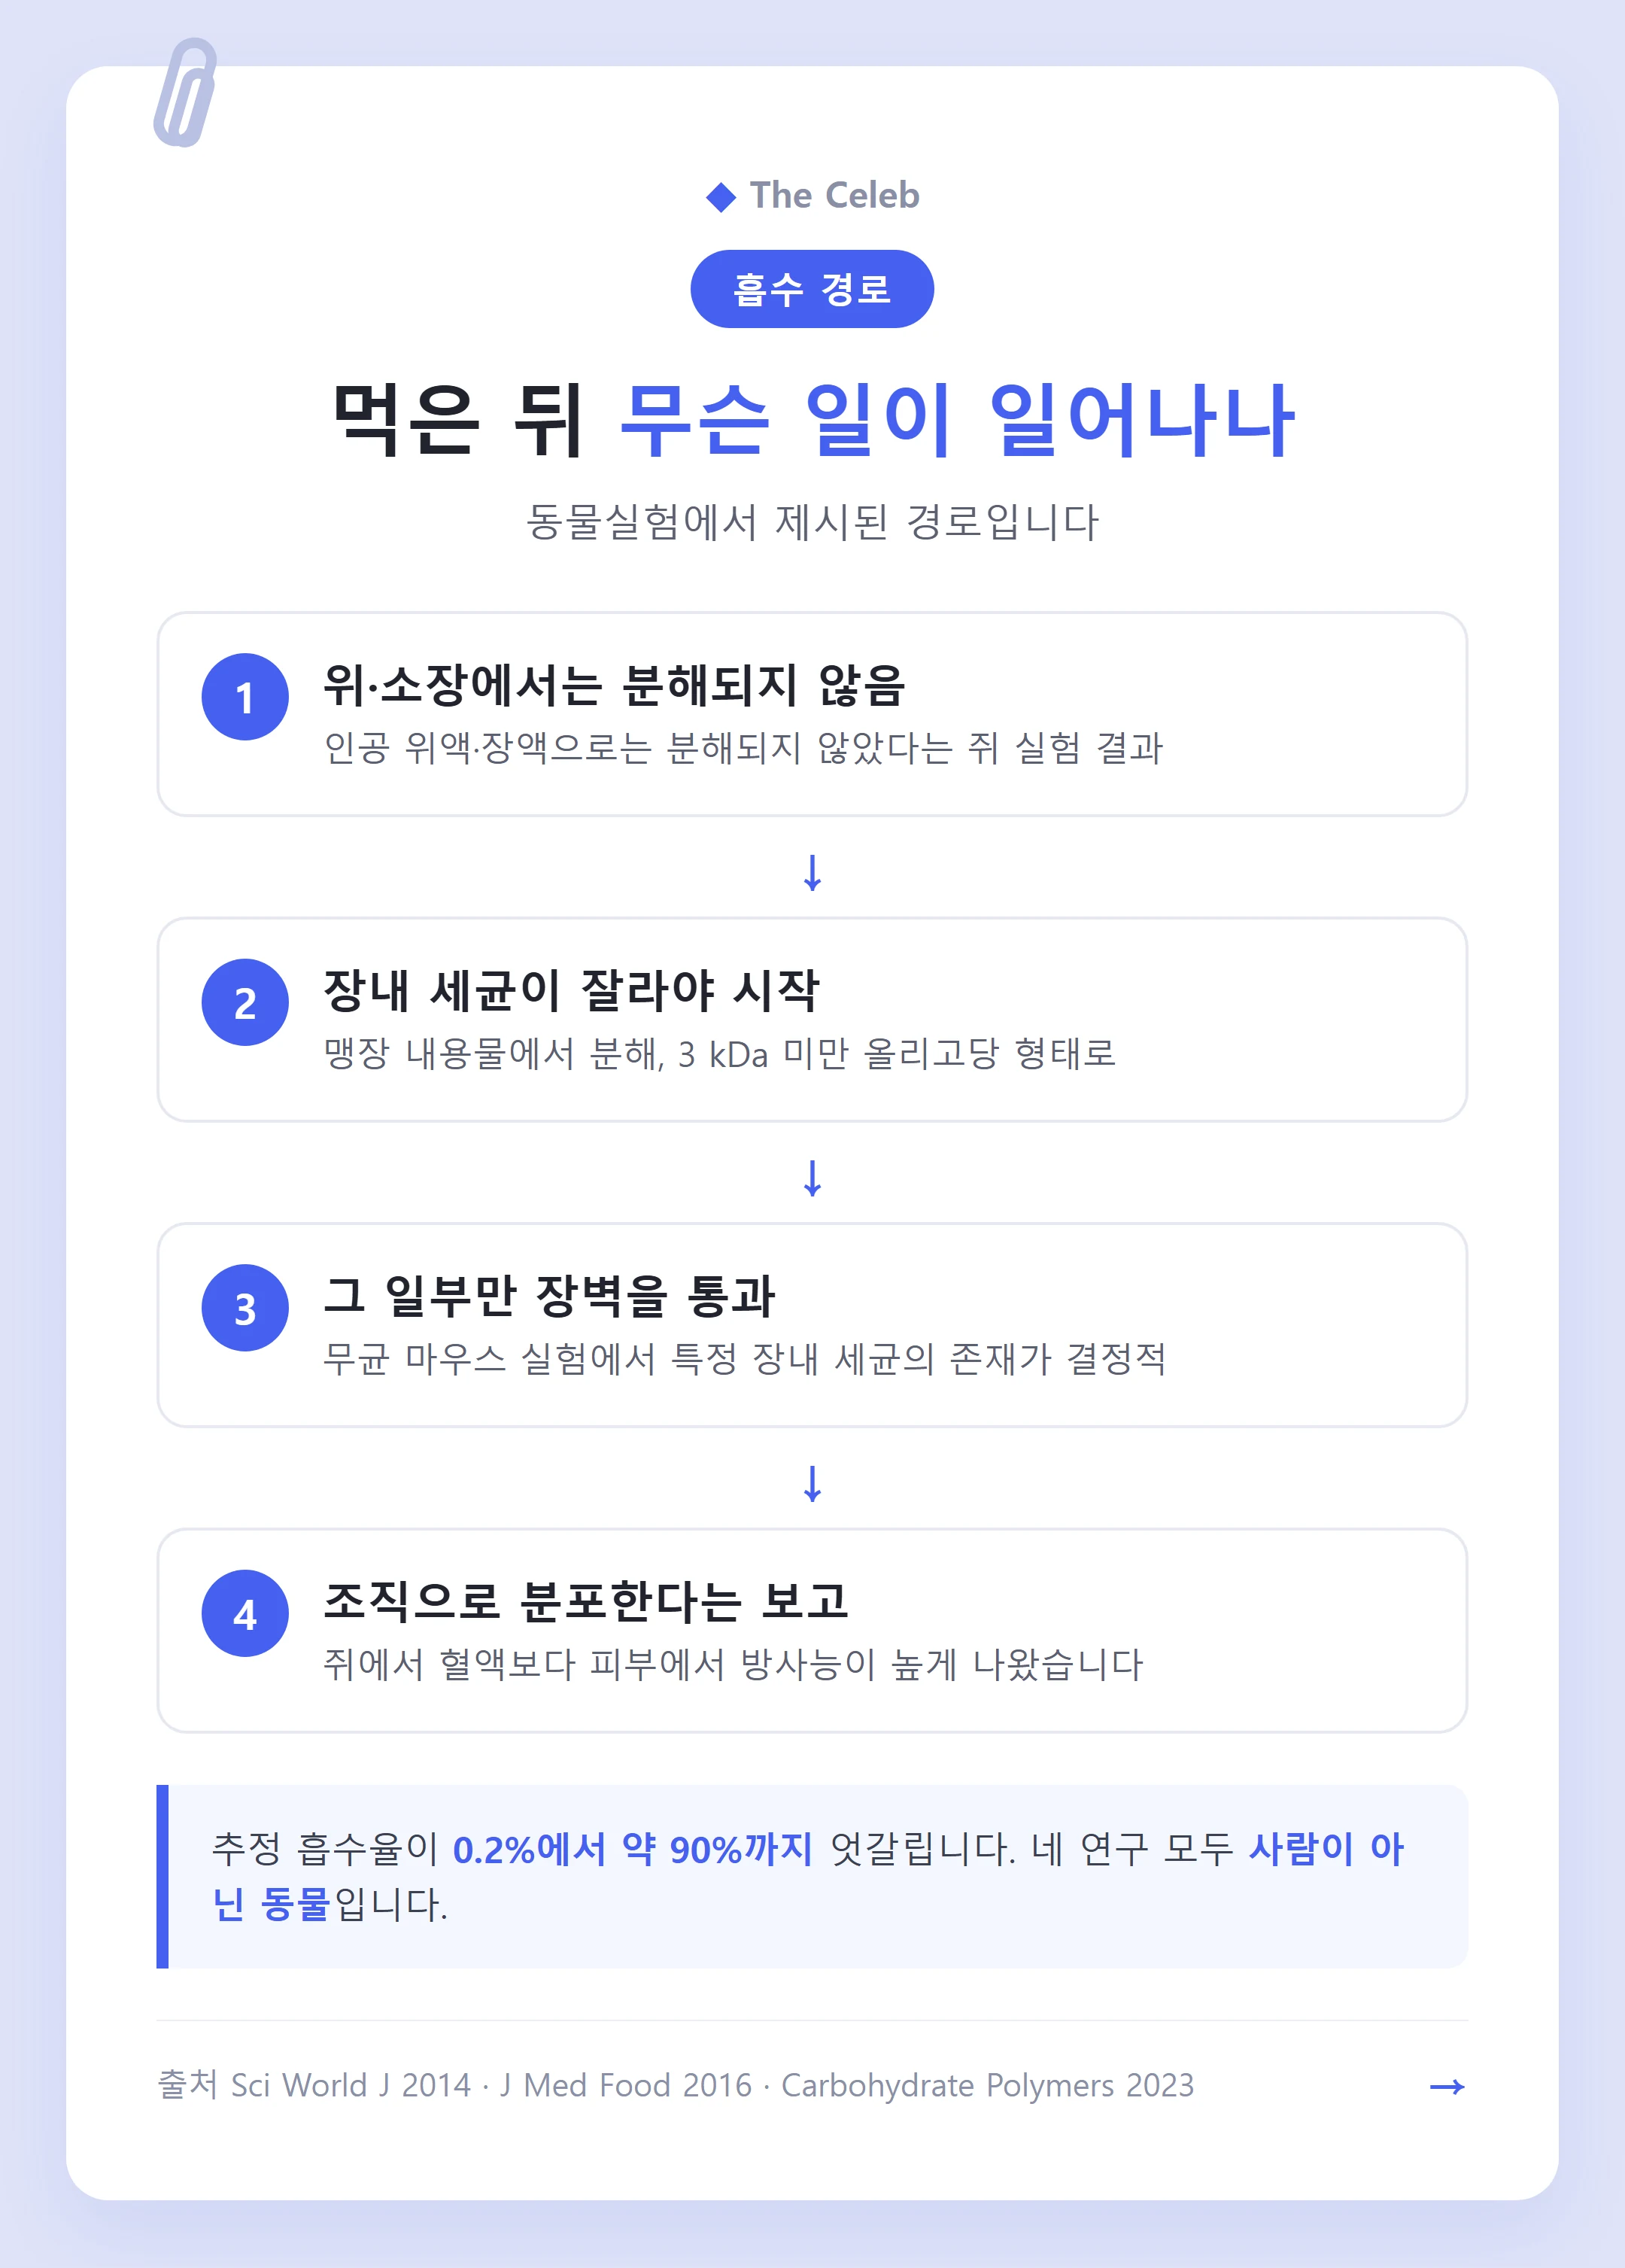 ◆ The Celeb
흡수 경로
먹은 뒤 무슨 일이 일어나나
동물실험에서 제시된 경로입니다
1
위·소장에서는 분해되지 않음
인공 위액·장액으로는 분해되지 않았다는 쥐 실험 결과
↓
2
장내 세균이 잘라야 시작
맹장 내용물에서 분해, 3 kDa 미만 올리고당 형태로
↓
3
그 일부만 장벽을 통과
무균 마우스 실험에서 특정 장내 세균의 존재가 결정적
↓
4
조직으로 분포한다는 보고
쥐에서 혈액보다 피부에서 방사능이 높게 나왔습니다
추정 흡수율이 0.2%에서 약 90%까지 엇갈립니다. 네 연구 모두 사람이 아
닌 동물입니다.
출처 Sci World J 2014 · J Med Food 2016 · Carbohydrate Polymers 2023 →